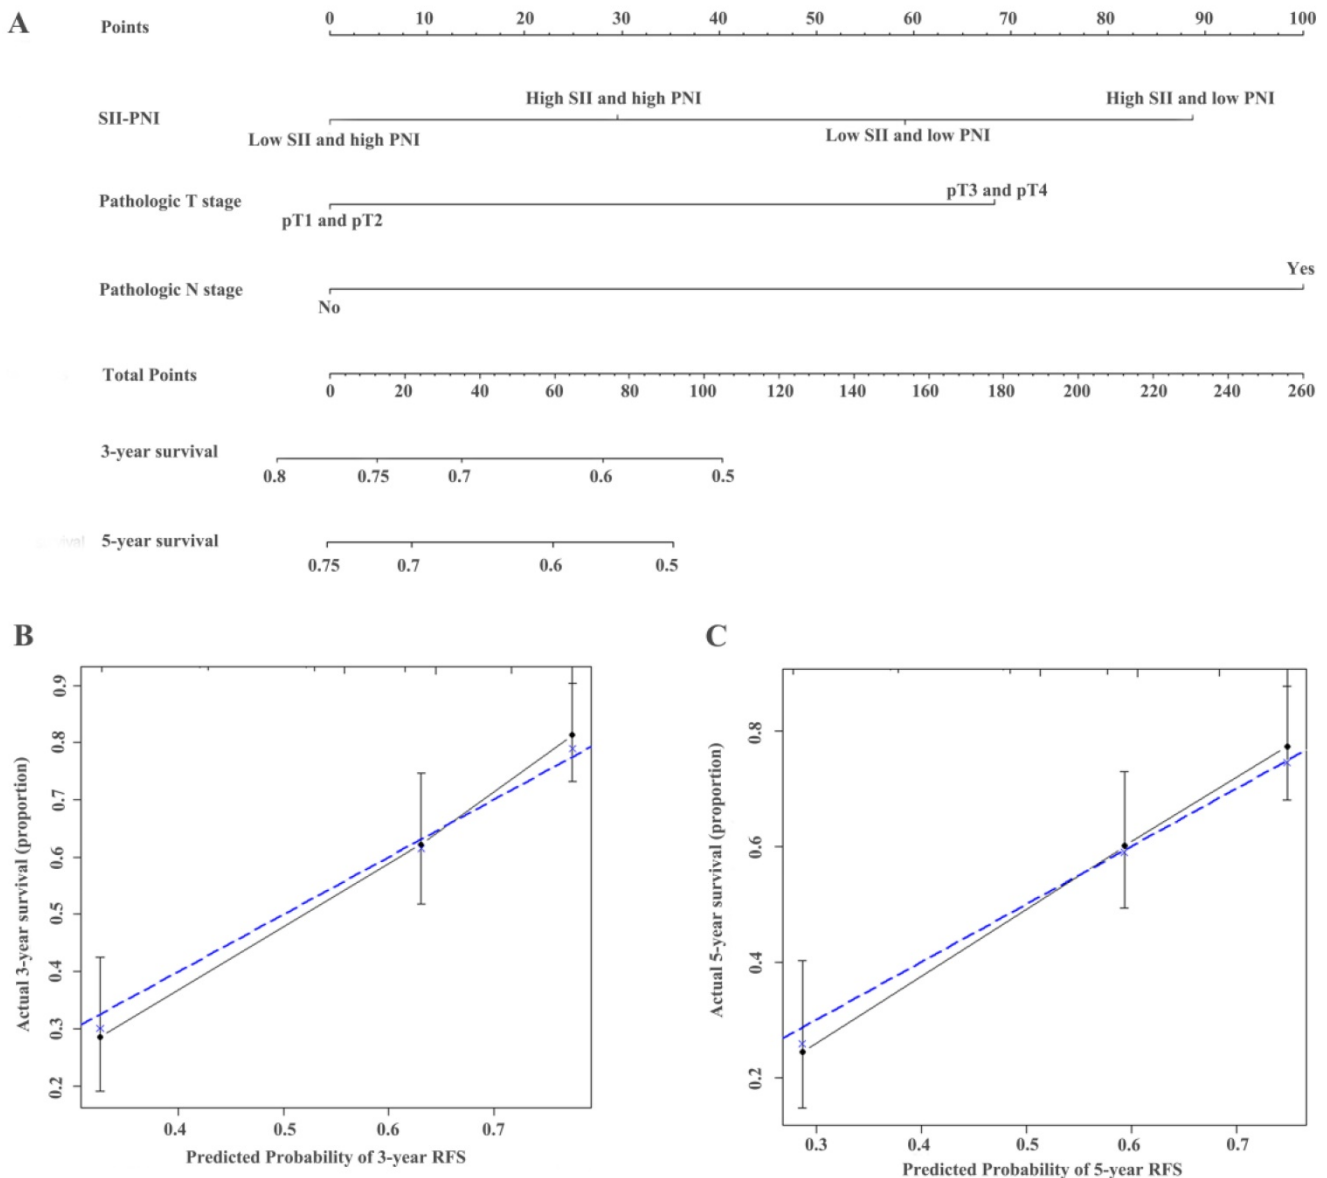 A
Points
0 10 20 30 40 50 60 70 80 90 100
SII-PNI
High SII and high PNI High SII and low PNI
Low SII and high PNI Low SII and low PNI
Pathologic T stage
pT3 and pT4
pT1 and pT2
Pathologic N stage
Yes
No
Total Points
0 20 40 60 80 100 120 140 160 180 200 220 240 260
3-year survival
0.8 0.75 0.7 0.6 0.5
5-year survival
0.75 0.7 0.6 0.5
B
Actual 3-year survival (proportion)
0.9
0.8
0.7
0.6
0.5
0.4
0.3
0.2
0.4 0.5 0.6 0.7
Predicted Probability of 3-year RFS
C
Actual 5-year survival (proportion)
0.8
0.6
0.4
0.2
0.3 0.4 0.5 0.6 0.7
Predicted Probability of 5-year RFS